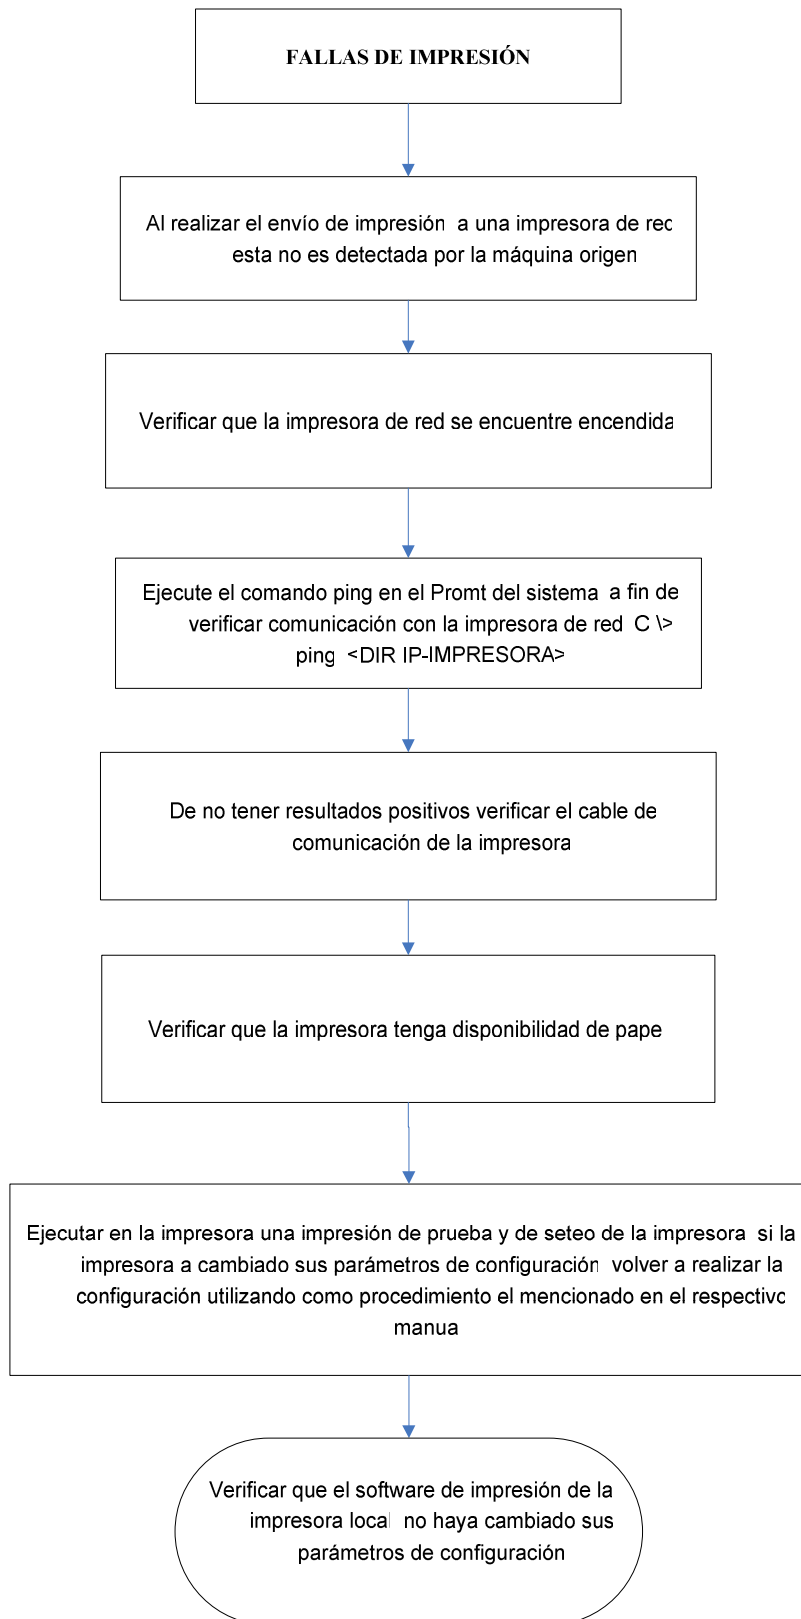 FALLAS DE IMPRESIÓN
Al realizar el envío de impresión a una impresora de red
esta no es detectada por la máquina origen
Verificar que la impresora de red se encuentre encendida
Ejecute el comando ping en el Promt del sistema a fin de
verificar comunicación con la impresora de red C \>
ping <DIR IP-IMPRESORA>
De no tener resultados positivos verificar el cable de
comunicación de la impresora
Verificar que la impresora tenga disponibilidad de pape
Ejecutar en la impresora una impresión de prueba y de seteo de la impresora si la
impresora a cambiado sus parámetros de configuración volver a realizar la
configuración utilizando como procedimiento el mencionado en el respectivo
manua
Verificar que el software de impresión de la
impresora local no haya cambiado sus
parámetros de configuración